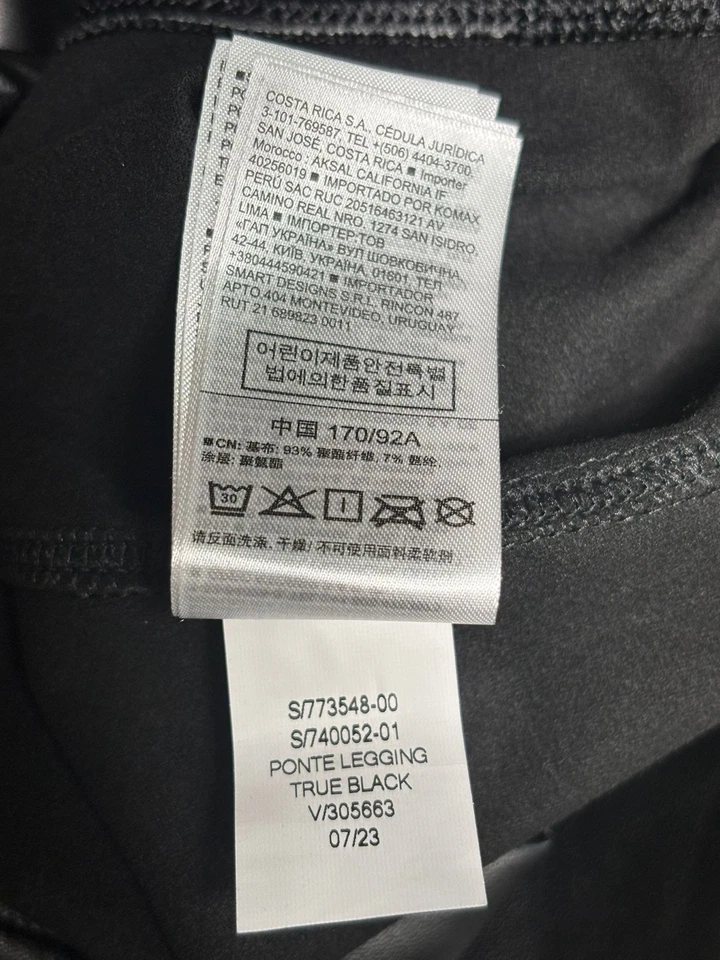 COSTA RICA S.A. CÉDULA JURÍDICA
3-101-769587, TEL +(506) 4404-3700.
SAN JOSÉ, COSTA RICA ■ Importer
Morocco : AKSAL CALIFORNIA IF
40256019 ■ IMPORTADO POR KOMAX
PERÚ SAC RUC 20516463121 AV
CAMINO REAL NRO. 1274 SAN ISIDRO,
LIMA ■ ІМПОРТЕР:ТОВ
«ГАП УКРАЇНА» ВУЛ ШОВКОВИЧНА,
42-44, КИЇВ, УКРАЇНА, 01601, ТЕЛ
+380444590421 ■ IMPORTADOR
SMART DESIGNS S.R.L. RINCON 487
APTO.404 MONTEVIDEO, URUGUAY
RUT 21 689823 0011
어린이제품안전특별
법에의한품질표시
中国 170/92A
■CN: 基布: 93% 聚酯纤维, 7% 氨纶,
涂层: 聚氨酯
30
请反面洗涤, 干燥/ 不可使用面料柔软劑
S/773548-00
S/740052-01
PONTE LEGGING
TRUE BLACK
V/305663
07/23